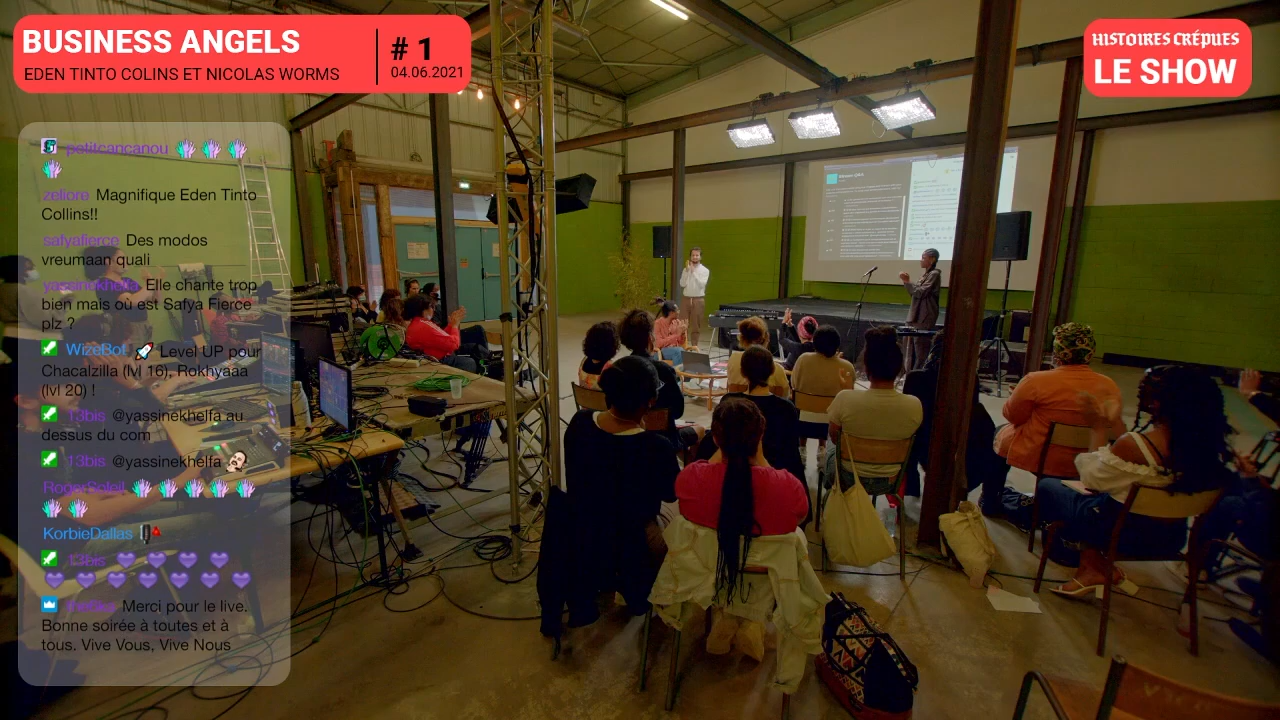 BUSINESS ANGELS
EDEN TINTO COLINS ET NICOLAS WORMS
# 1
04.06.2021
HISTOIRES CRÉPUES
LE SHOW
petitcancanou
zeliore Magnifique Eden Tinto
Collins!!
safyafierce Des modos
vreumaan quali
yassinekhelfa Elle chante trop
bien mais où est Safya Fierce
plz ?
WizeBot 🚀 Level UP pour
Chacalzilla (lvl 16), Rokhyaaa
(lvl 20) !
13bis @yassinekhelfa au
dessus du com
13bis @yassinekhelfa
RogerSoleil
KorbieDallas
13bis 💜 💜 💜 💜
💜 💜 💜 💜 💜 💜 💜
Merci pour le live.
Bonne soirée à toutes et à
tous. Vive Vous, Vive Nous